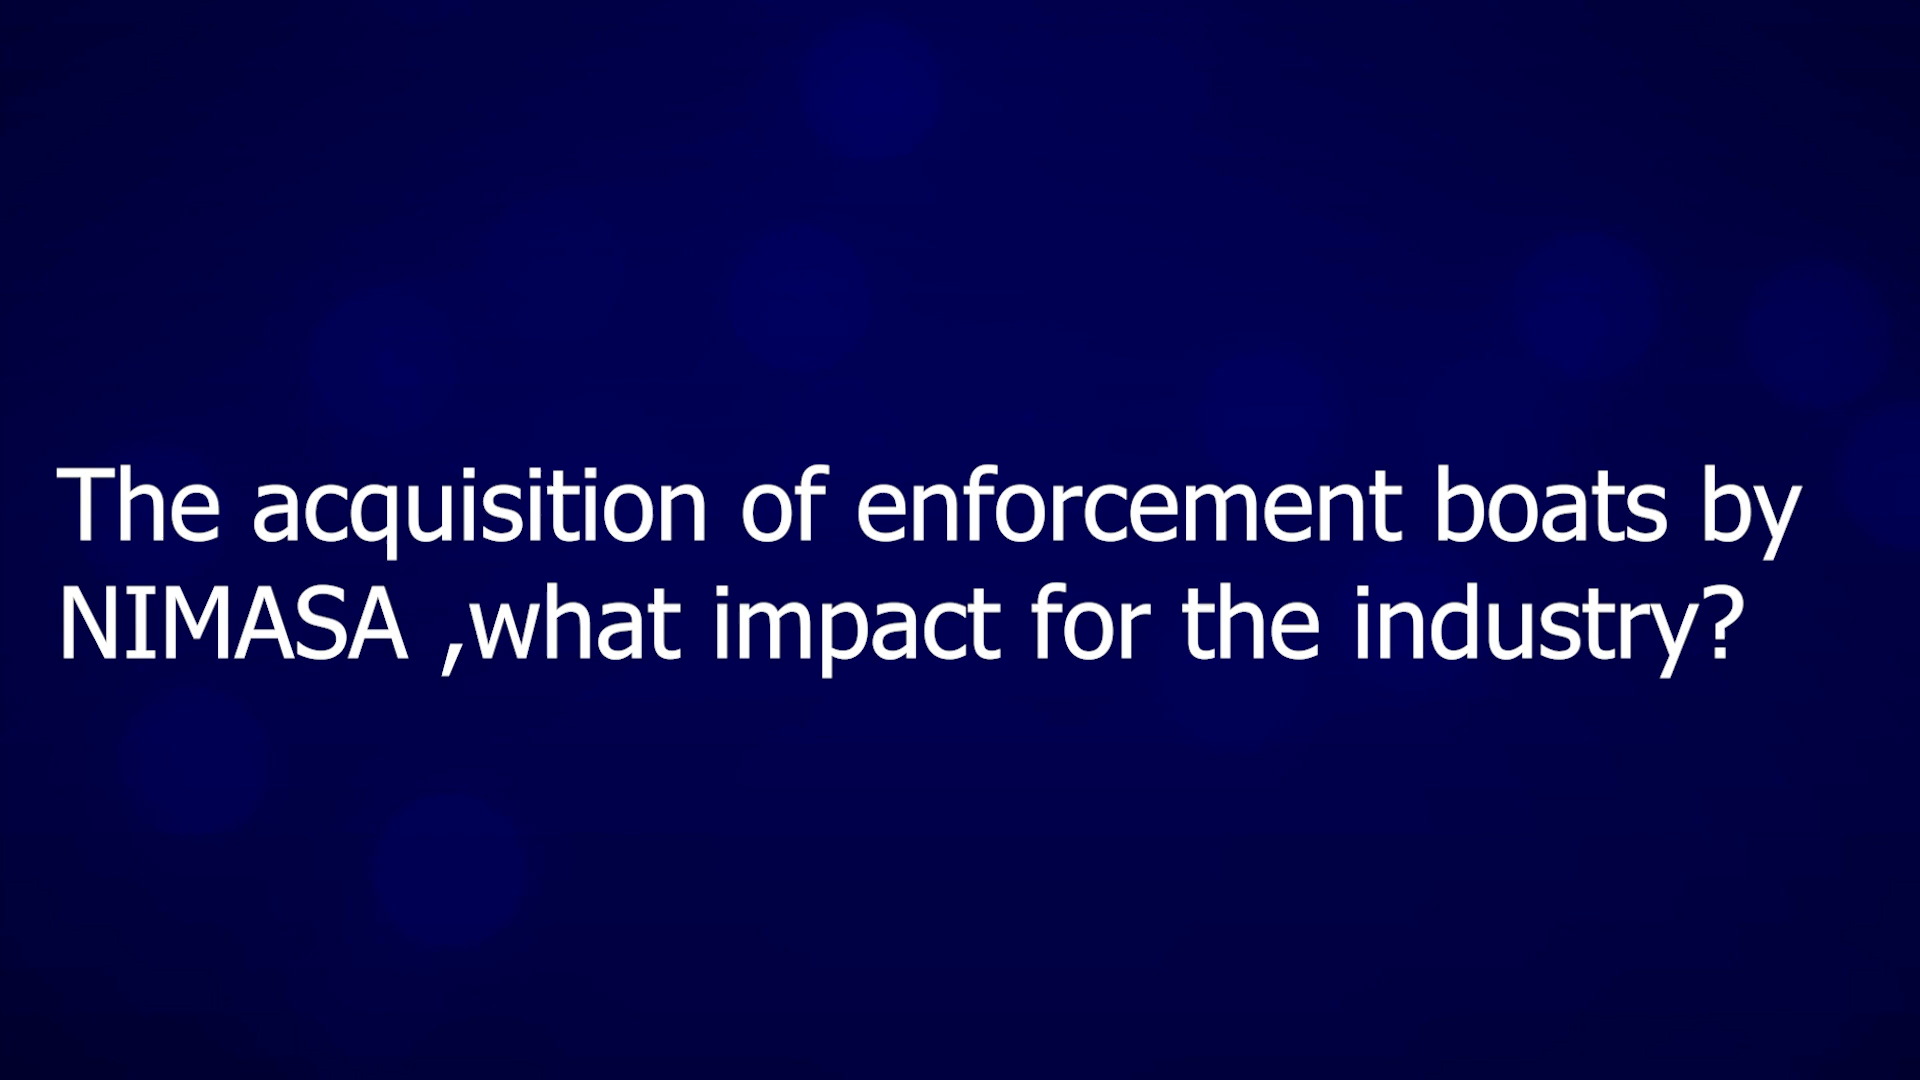 The acquisition of enforcement boats by
NIMASA ,what impact for the industry?